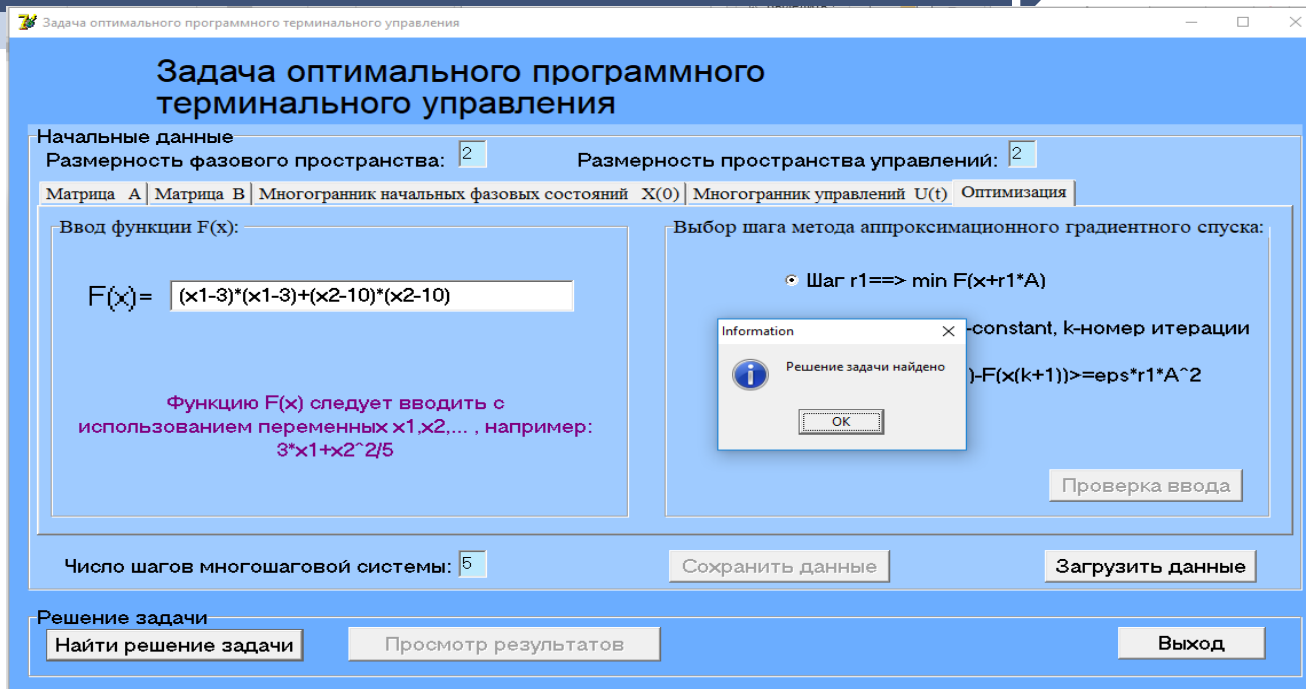 Задача оптимального программного терминального управления
Задача оптимального программного
терминального управления
Начальные данные
Размерность фазового пространства: 2
Размерность пространства управлений: 2
Матрица A
Матрица B
Многогранник начальных фазовых состояний X(0)
Многогранник управлений U(t)
Оптимизация
Ввод функции F(x):
F(x)= (x1-3)*(x1-3)+(x2-10)*(x2-10)
Функцию F(x) следует вводить с
использованием переменных x1,x2,... , например:
3*x1+x2^2/5
Выбор шага метода аппроксимационного градиентного спуска:
Шаг r1==> min F(x+r1*A)
-constant, k-номер итерации
)-F(x(k+1))>=eps*r1*A^2
Information
Решение задачи найдено
OK
Проверка ввода
Число шагов многошаговой системы: 5
Сохранить данные
Загрузить данные
Решение задачи
Найти решение задачи
Просмотр результатов
Выход